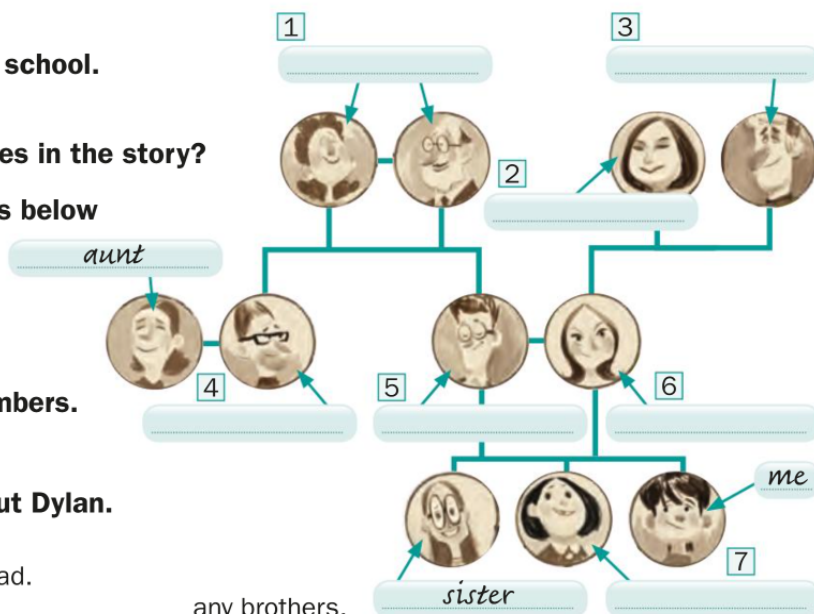 1
3
school.
es in the story?
2
s below
aunt
4
5
6
mbers.
me
ut Dylan.
7
ad.
sister
any brothers.